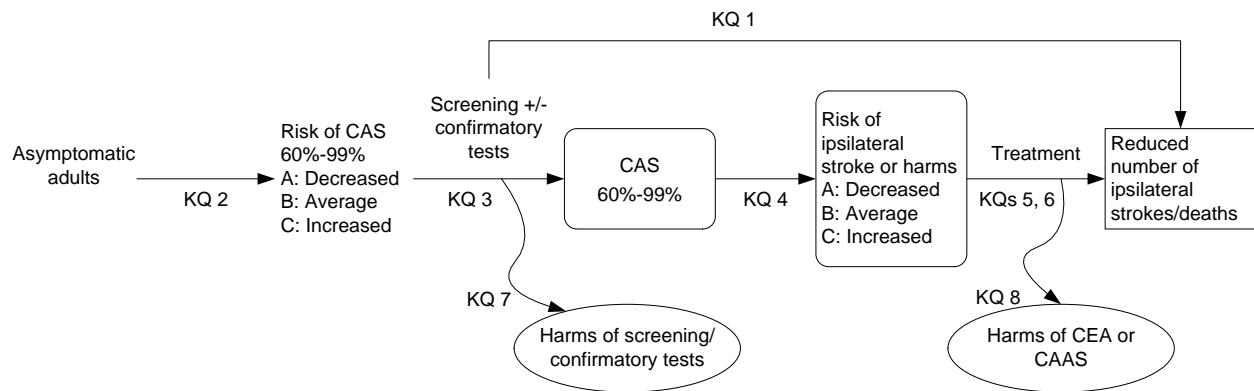 KQ 1
Asymptomatic
adults
KQ 2
Risk of CAS
60%-99%
A: Decreased
B: Average
C: Increased
Screening +/-
confirmatory
tests
KQ 3
CAS
60%-99%
KQ 4
Risk of
ipsilateral
stroke or harms
A: Decreased
B: Average
C: Increased
Treatment
KQs 5, 6
Reduced
number of
ipsilateral
strokes/deaths
KQ 7
Harms of screening/
confirmatory tests
KQ 8
Harms of CEA or
CAAS